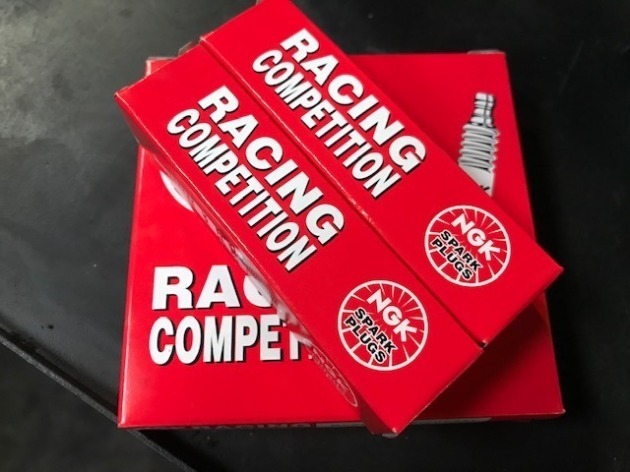 RACING
COMPETITION
NGK
SPARK
PLUGS
RACING
COMPETITION
NGK
SPARK
PLUGS
RAC
COMPET